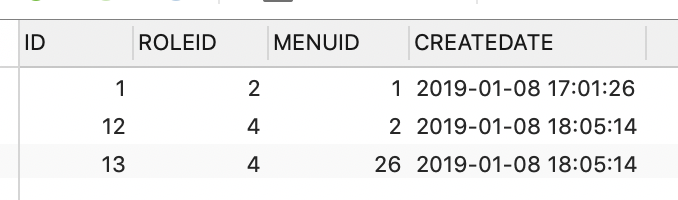 ID ROLEID MENUID CREATEDATE
1 2 1 2019-01-08 17:01:26
12 4 2 2019-01-08 18:05:14
13 4 26 2019-01-08 18:05:14